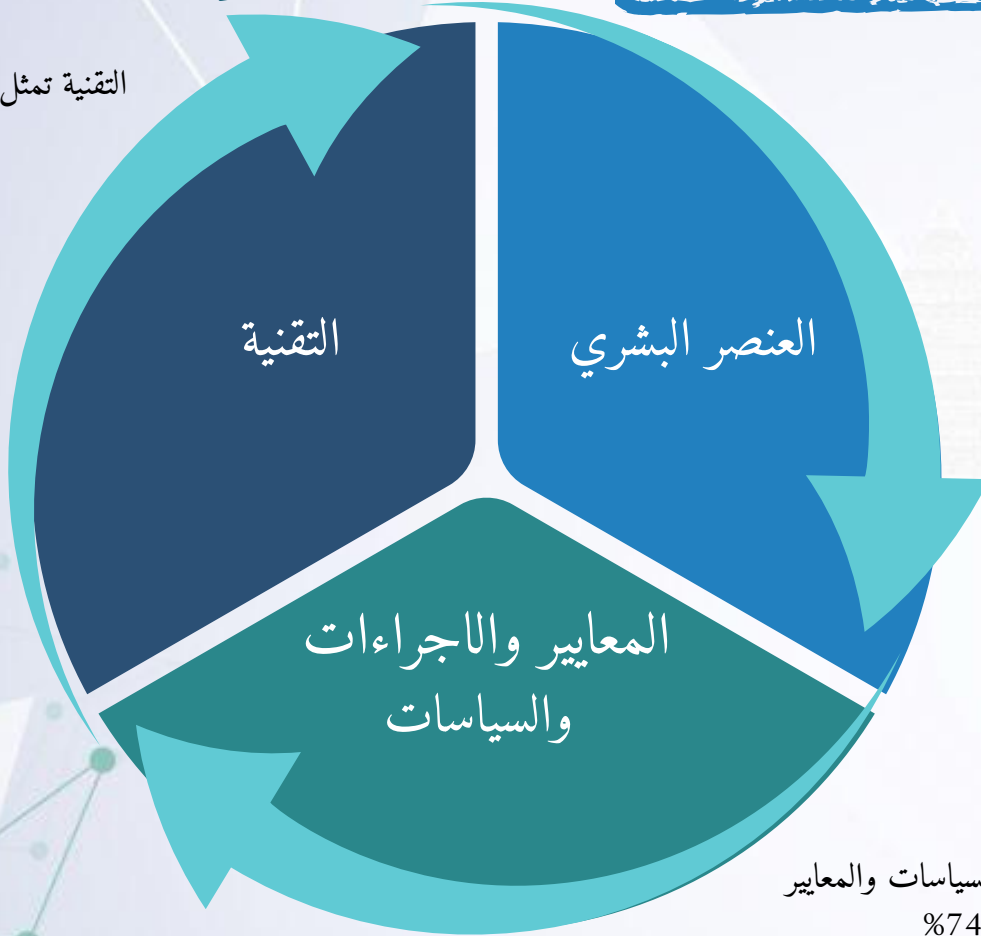 التقنية تمثل
العنصر البشري
التقنية
المعايير والاجراءات
والسياسات
سياسات والمعايير
%74